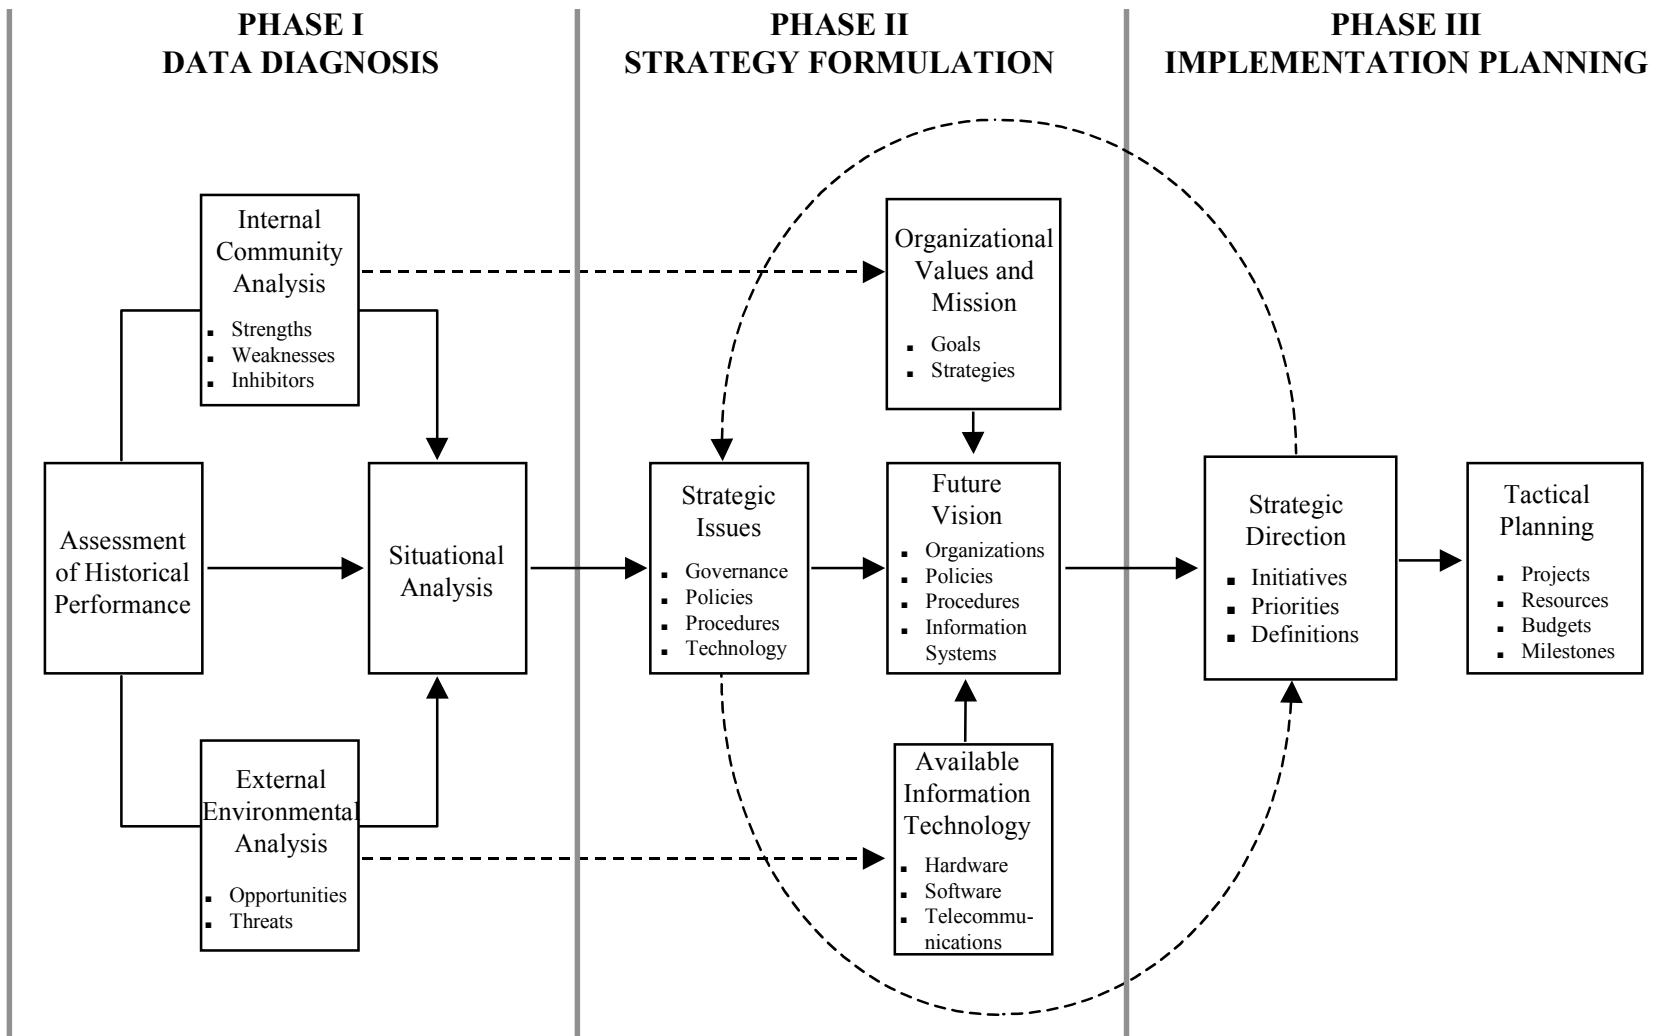 PHASE I
DATA DIAGNOSIS
PHASE II
STRATEGY FORMULATION
PHASE III
IMPLEMENTATION PLANNING
Internal
Community
Analysis
▪ Strengths
▪ Weaknesses
▪ Inhibitors
Assessment
of Historical
Performance
Situational
Analysis
External
Environmental
Analysis
▪ Opportunities
▪ Threats
Organizational
Values and
Mission
▪ Goals
▪ Strategies
Strategic
Issues
▪ Governance
▪ Policies
▪ Procedures
▪ Technology
Future
Vision
▪ Organizations
▪ Policies
▪ Procedures
▪ Information
Systems
Available
Information
Technology
▪ Hardware
▪ Software
▪ Telecommu-
nications
Strategic
Direction
▪ Initiatives
▪ Priorities
▪ Definitions
Tactical
Planning
▪ Projects
▪ Resources
▪ Budgets
▪ Milestones